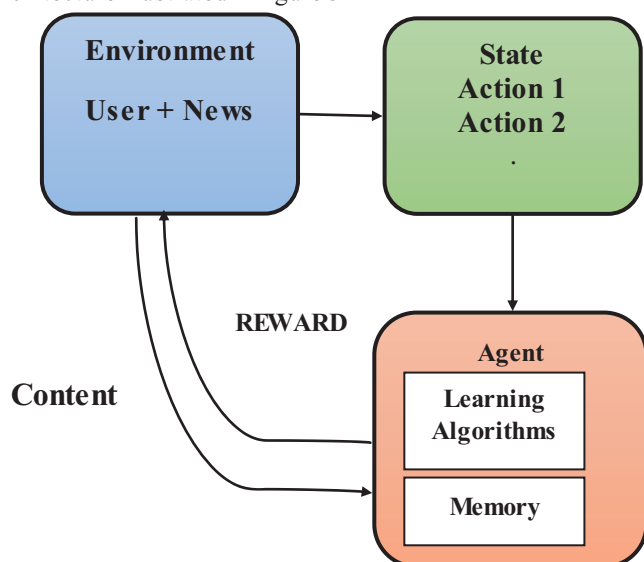 Environment
User + News
State
Action 1
Action 2
.
REWARD
Content
Agent
Learning
Algorithms
Memory